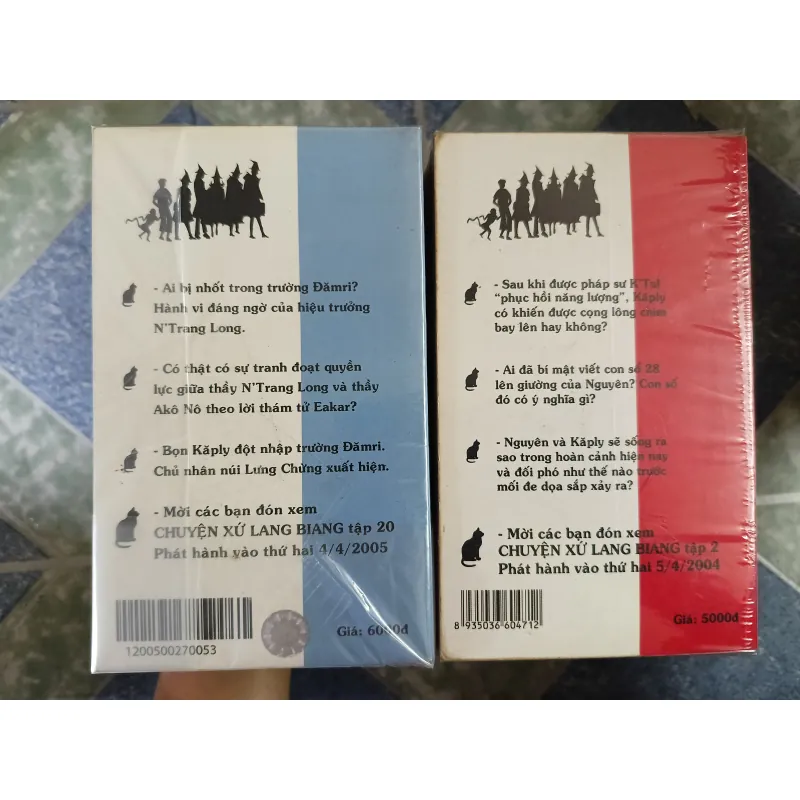 - Ai bị nhốt trong trường Đămri?
Hành vi đáng ngờ của hiệu trưởng
N'Trang Long.
- Có thật có sự tranh đoạt quyền
lực giữa thầy N'Trang Long và thầy
Akô Nô theo lời thám tử Eakar?
- Bọn Kăply đột nhập trường Đămri.
Chủ nhân núi Lưng Chừng xuất hiện.
- Mời các bạn đón xem
CHUYỆN XỨ LANG BIANG tập 20
Phát hành vào thứ hai 4/4/2005
1200500270053
Giá: 6000đ
- Sau khi được pháp sư K'Tul
"phục hồi năng lượng", Kăply
có khiến được cọng lông chim
bay lên hay không?
- Ai đã bí mật viết con số 28
lên giường của Nguyên? Con số
đó có ý nghĩa gì?
- Nguyên và Kăply sẽ sống ra
sao trong hoàn cảnh hiện nay
và đối phó như thế nào trước
mối đe dọa sắp xảy ra?
- Mời các bạn đón xem
CHUYỆN XỨ LANG BIANG tập 2
Phát hành vào thứ hai 5/4/2004
8 935036 604712
Giá: 5000đ